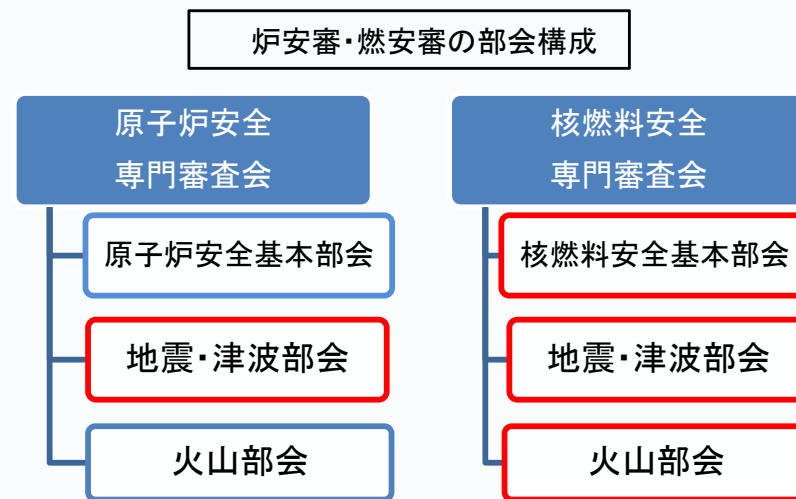 炉安審・燃安審の部会構成
原子炉安全
専門審査会
原子炉安全基本部会
地震・津波部会
火山部会
核燃料安全
専門審査会
核燃料安全基本部会
地震・津波部会
火山部会